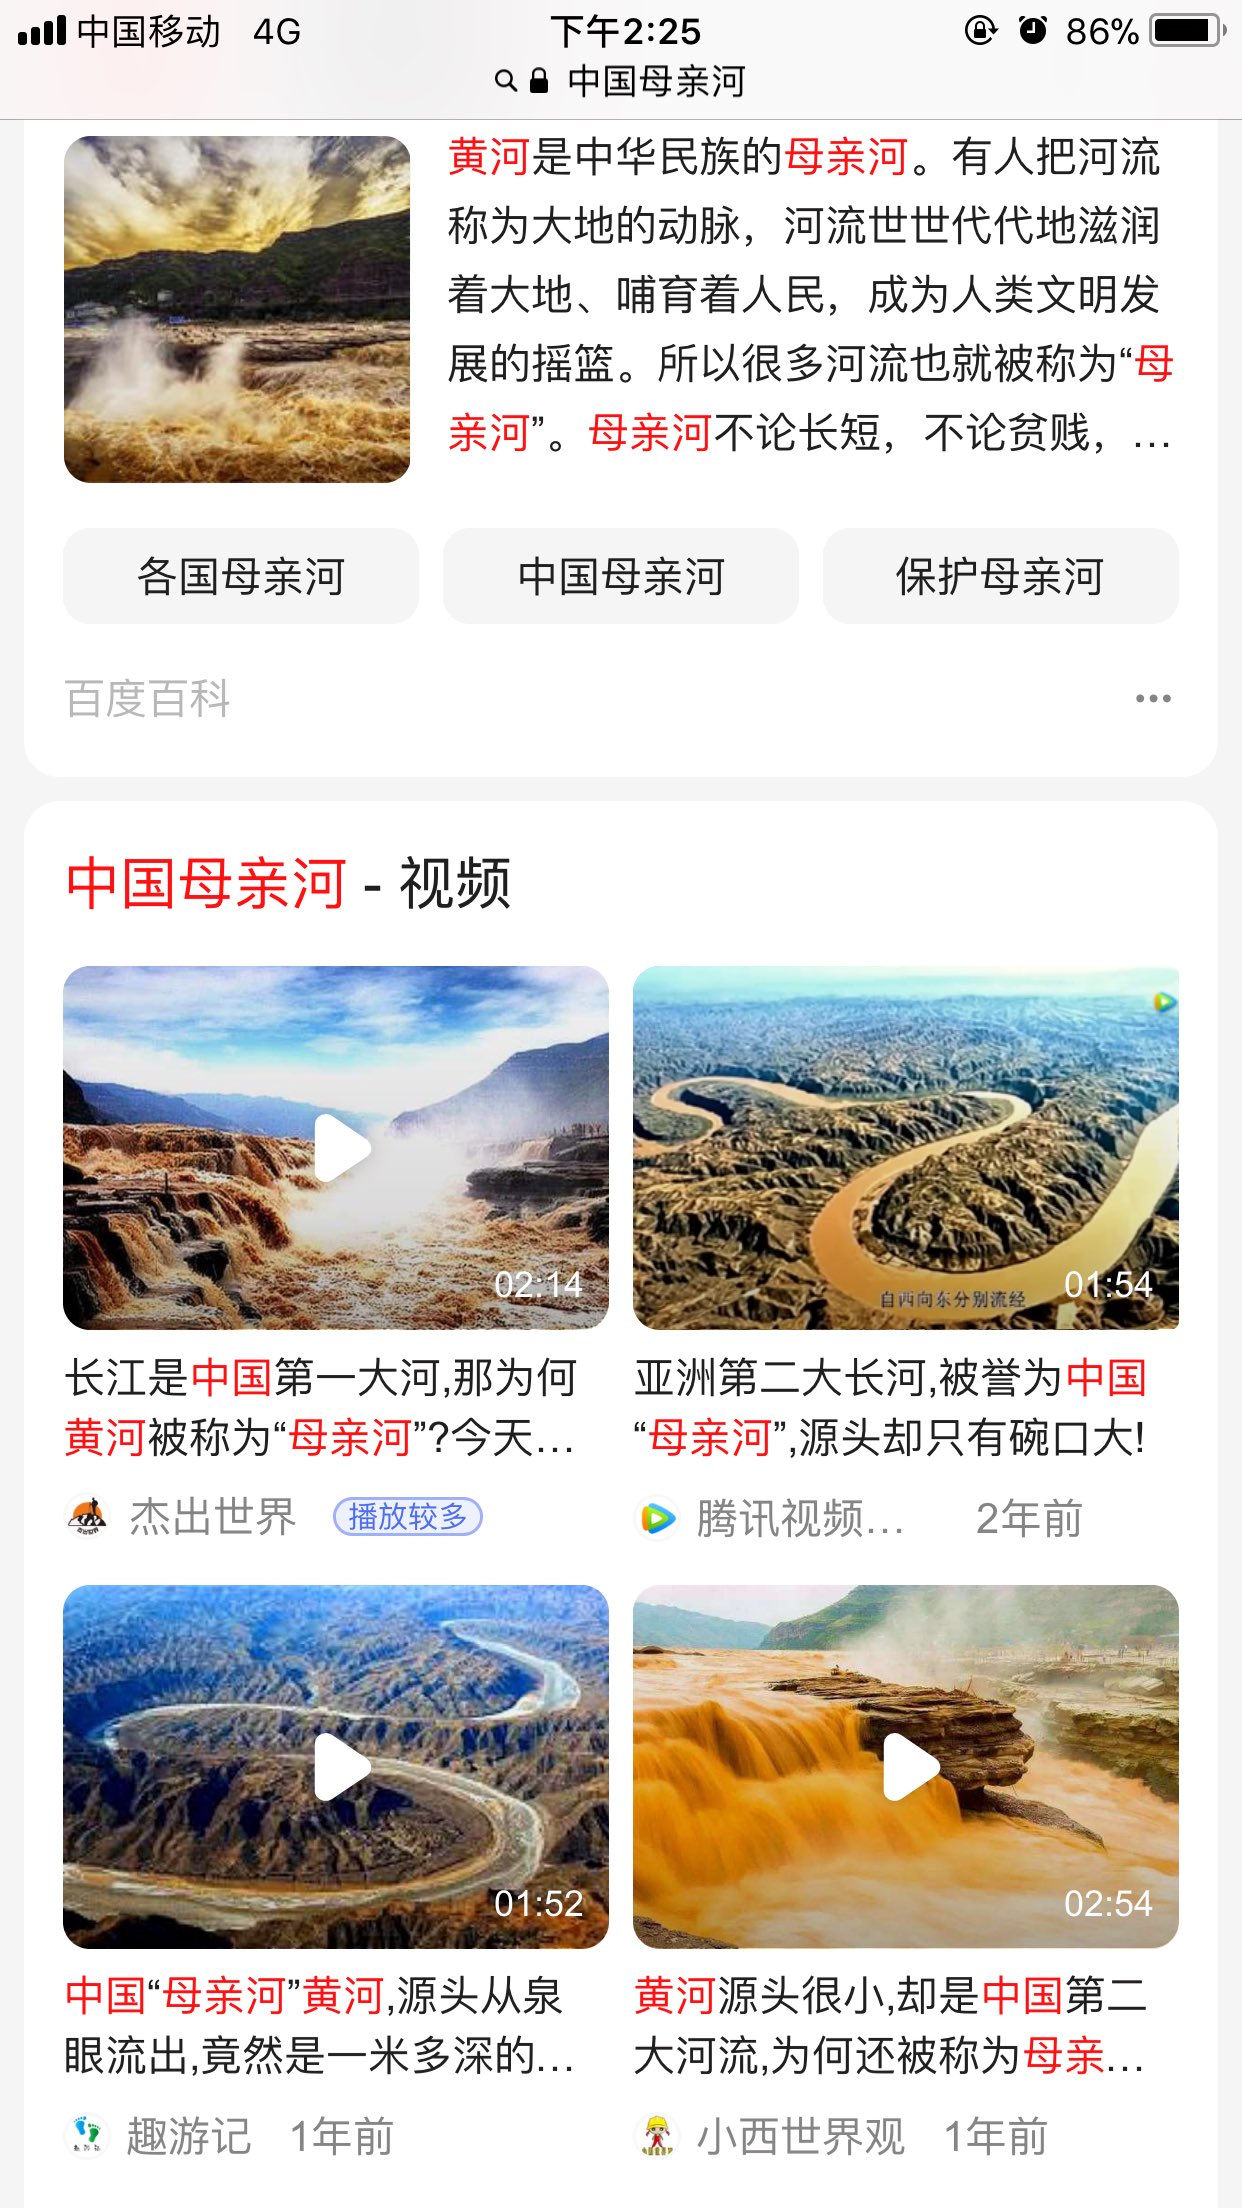 中国移动 4G 下午2:25 86%
中国母亲河
黄河是中华民族的母亲河。有人把河流
称为大地的动脉，河流世世代代地滋润
着大地、哺育着人民，成为人类文明发
展的摇篮。所以很多河流也就被称为“母
亲河”。母亲河不论长短，不论贫贱，...
各国母亲河 中国母亲河 保护母亲河
百度百科
中国母亲河 - 视频
02:14
自西向东分别流经
01:54
长江是中国第一大河,那为何
黄河被称为“母亲河”?今天...
杰出世界 播放较多
亚洲第二大长河,被誉为中国
“母亲河”,源头却只有碗口大!
腾讯视频... 2年前
01:52
02:54
中国“母亲河”黄河,源头从泉
眼流出,竟然是一米多深的...
趣游记 1年前
黄河源头很小,却是中国第二
大河流,为何还被称为母亲...
小西世界观 1年前